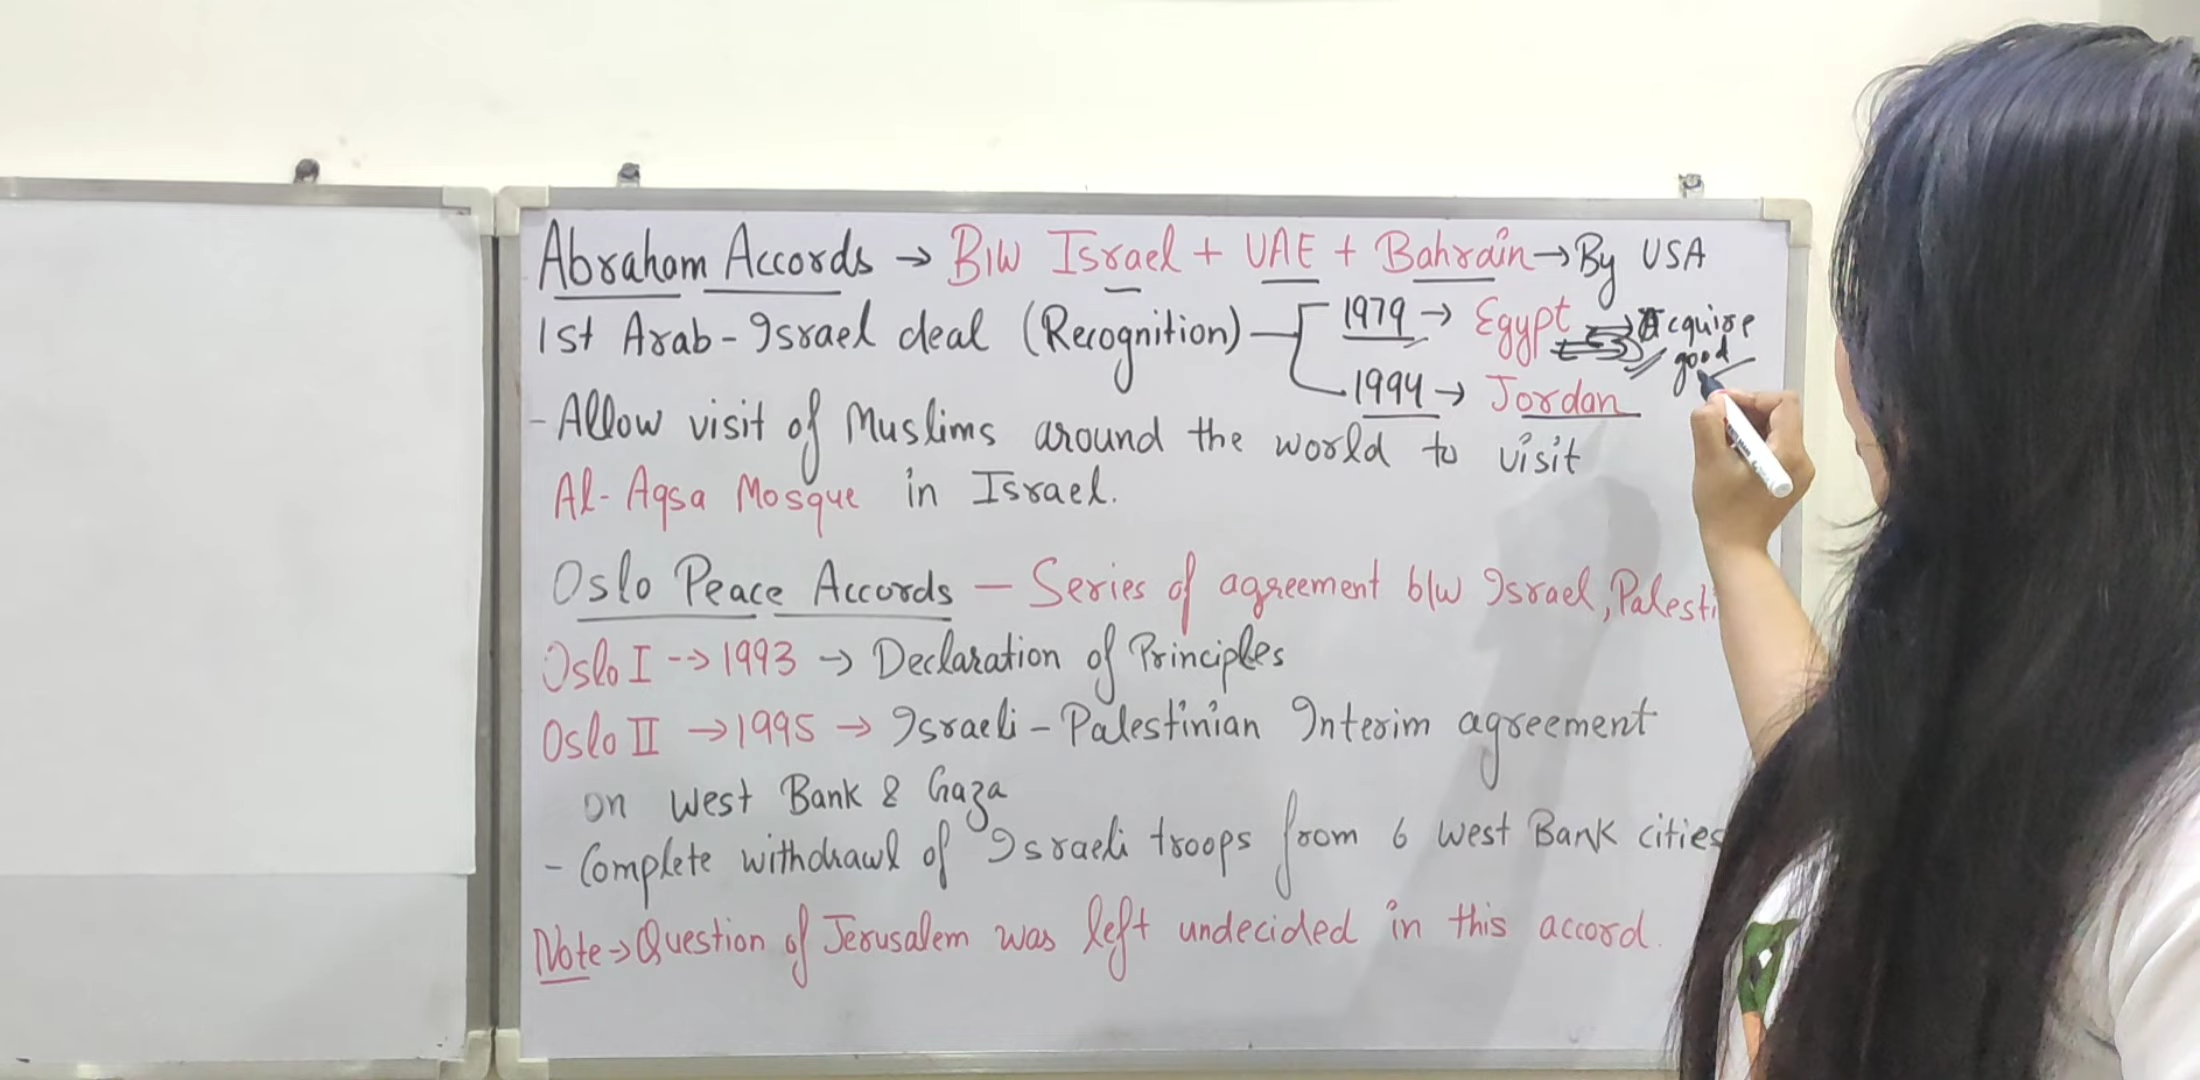 Abraham Accords → B/W Israel + UAE + Bahrain → By USA
1st Arab - Israel deal (Recognition) 1979 → Egypt → Acquire
good
1994 → Jordan
- Allow visit of Muslims around the world to visit
Al-Aqsa Mosque in Israel.
Oslo Peace Accords — Series of agreement b/w Israel, Palesti
Oslo I --> 1993 → Declaration of Principles
Oslo II → 1995 → Israeli - Palestinian Interim agreement
on West Bank & Gaza
- Complete withdrawl of Israeli troops from 6 West Bank cities
Note → Question of Jerusalem was left undecided in this accord.